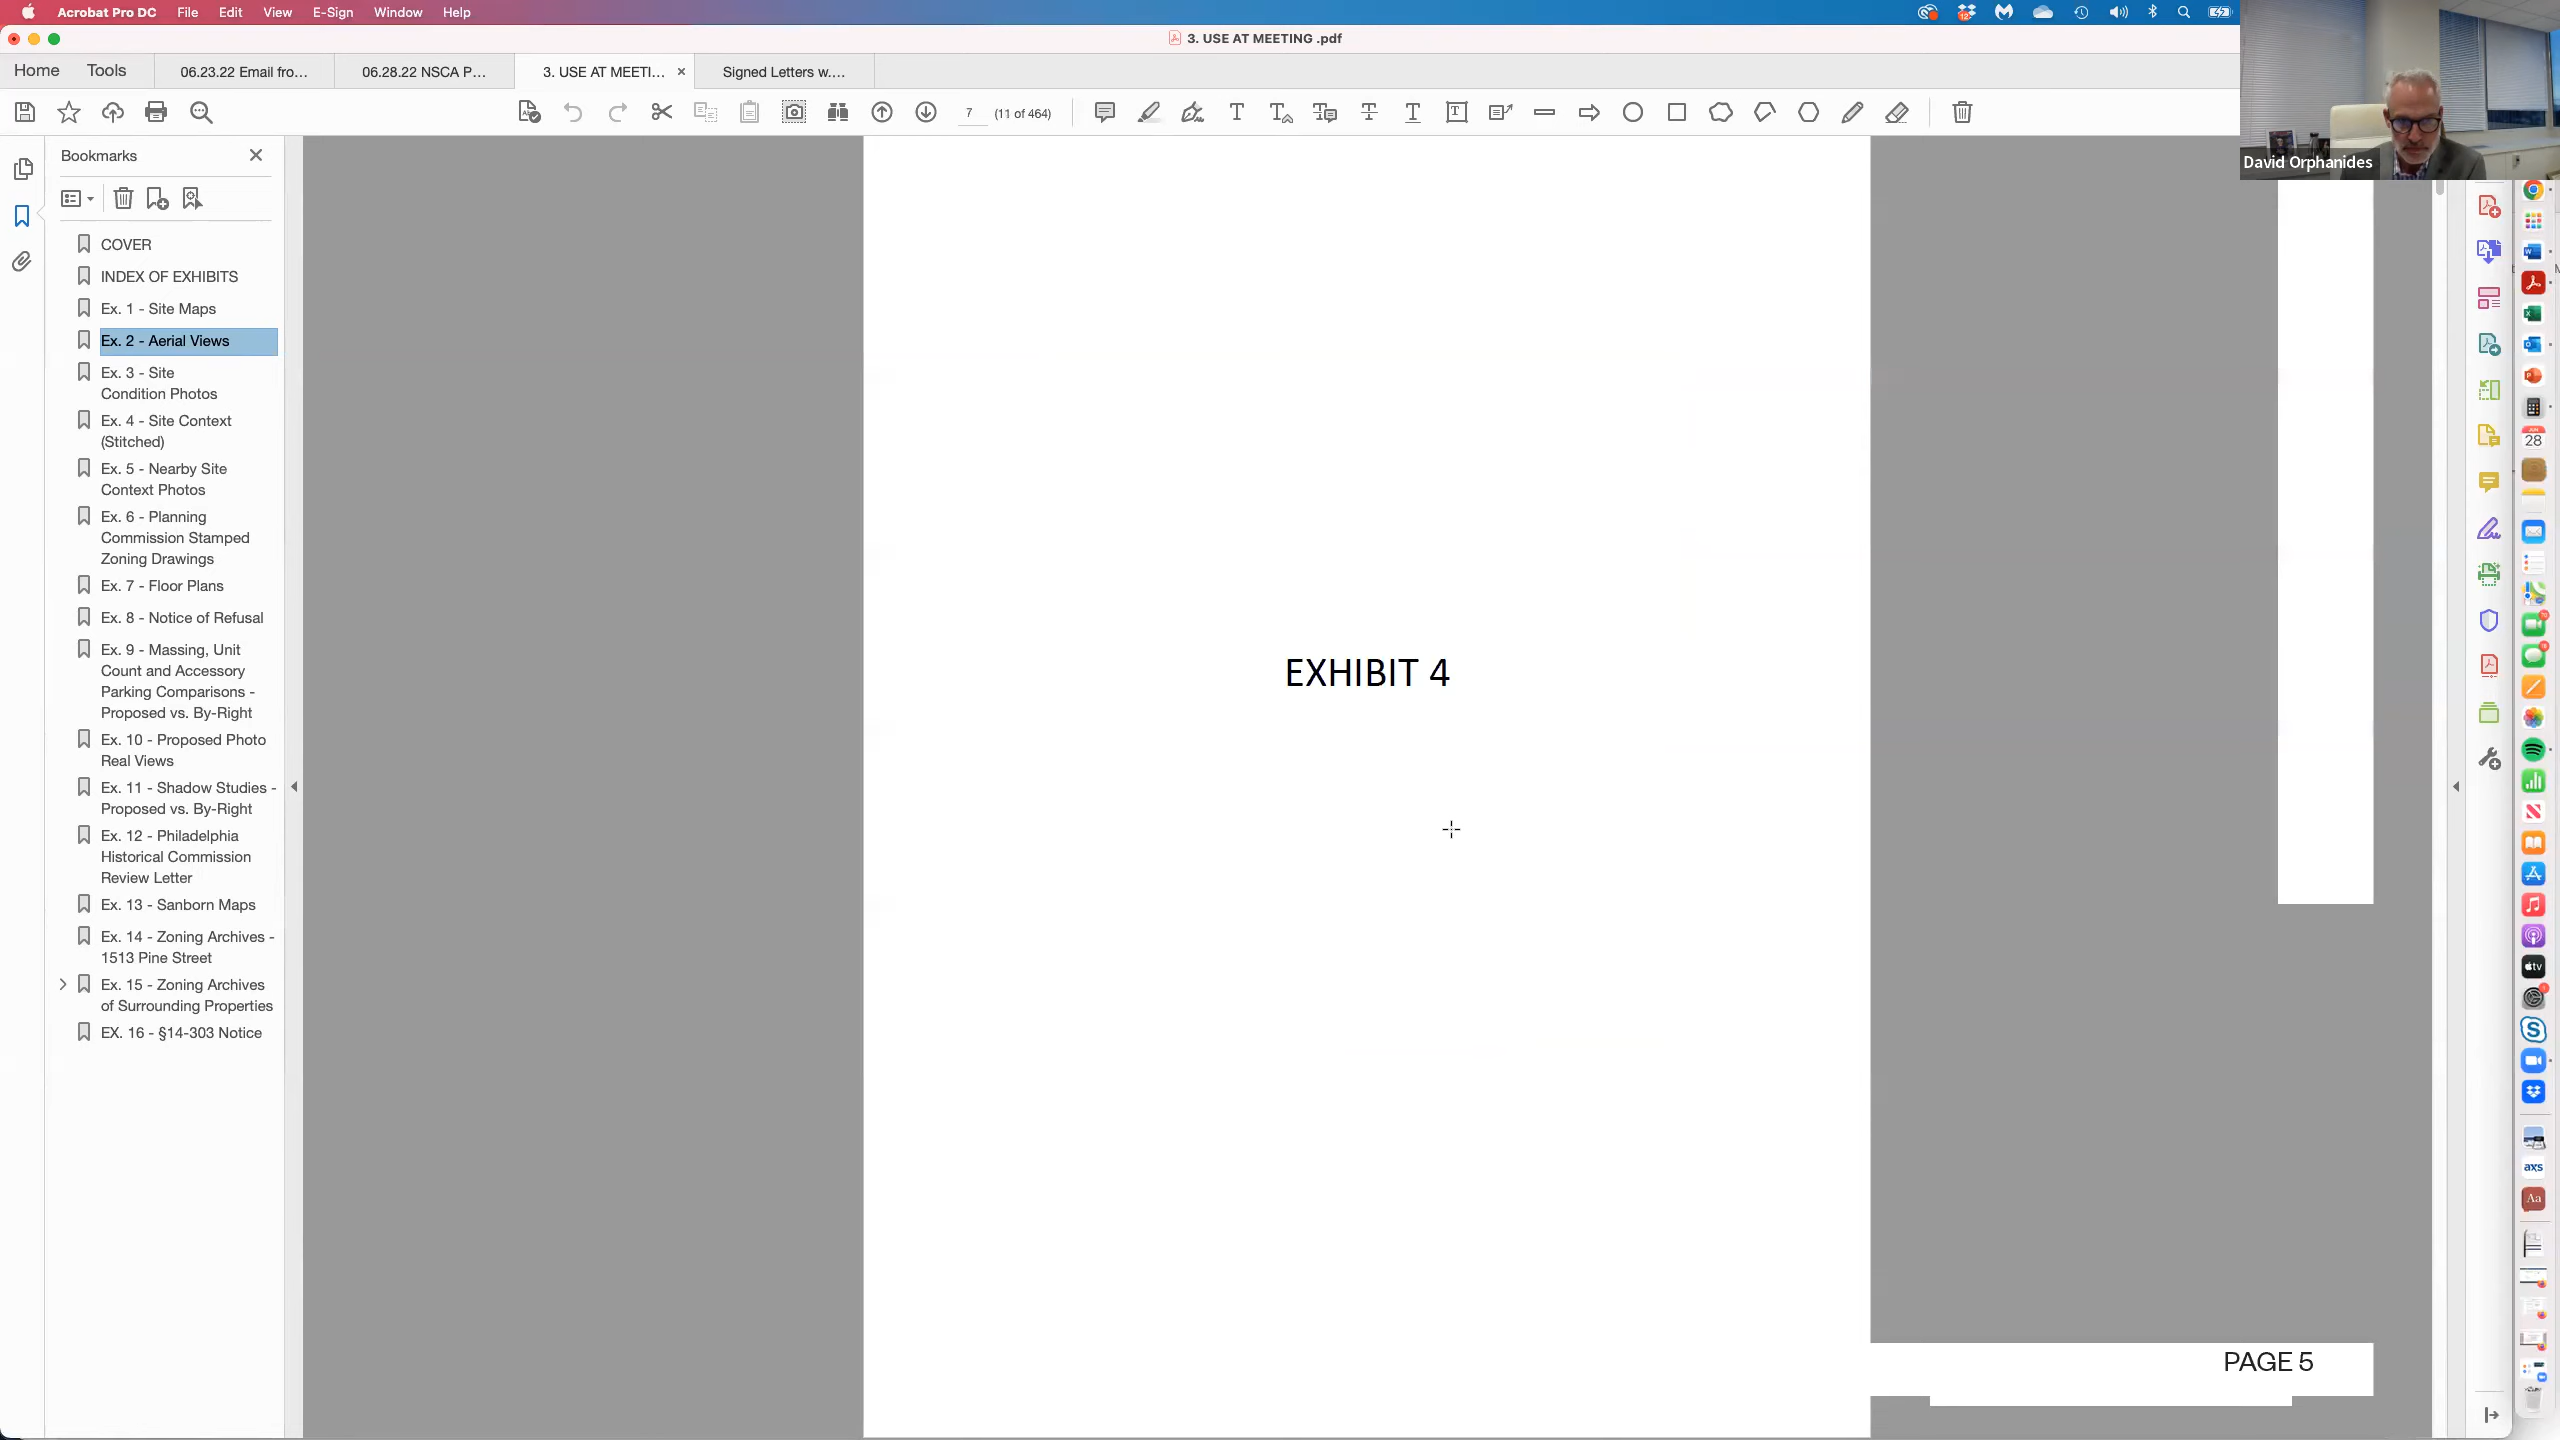 Acrobat Pro DC File Edit View E-Sign Window Help
3. USE AT MEETING .pdf
Home Tools 06.23.22 Email fro... 06.28.22 NSCA P... 3. USE AT MEETI... × Signed Letters w....
7 (11 of 464)
David Orphanides
Bookmarks
COVER
INDEX OF EXHIBITS
Ex. 1 - Site Maps
Ex. 2 - Aerial Views
Ex. 3 - Site
Condition Photos
Ex. 4 - Site Context
(Stitched)
Ex. 5 - Nearby Site
Context Photos
Ex. 6 - Planning
Commission Stamped
Zoning Drawings
Ex. 7 - Floor Plans
Ex. 8 - Notice of Refusal
Ex. 9 - Massing, Unit
Count and Accessory
Parking Comparisons -
Proposed vs. By-Right
Ex. 10 - Proposed Photo
Real Views
Ex. 11 - Shadow Studies -
Proposed vs. By-Right
Ex. 12 - Philadelphia
Historical Commission
Review Letter
Ex. 13 - Sanborn Maps
Ex. 14 - Zoning Archives -
1513 Pine Street
Ex. 15 - Zoning Archives
of Surrounding Properties
EX. 16 - §14-303 Notice
EXHIBIT 4
PAGE 5
JUN
28
tv
axs
Aa